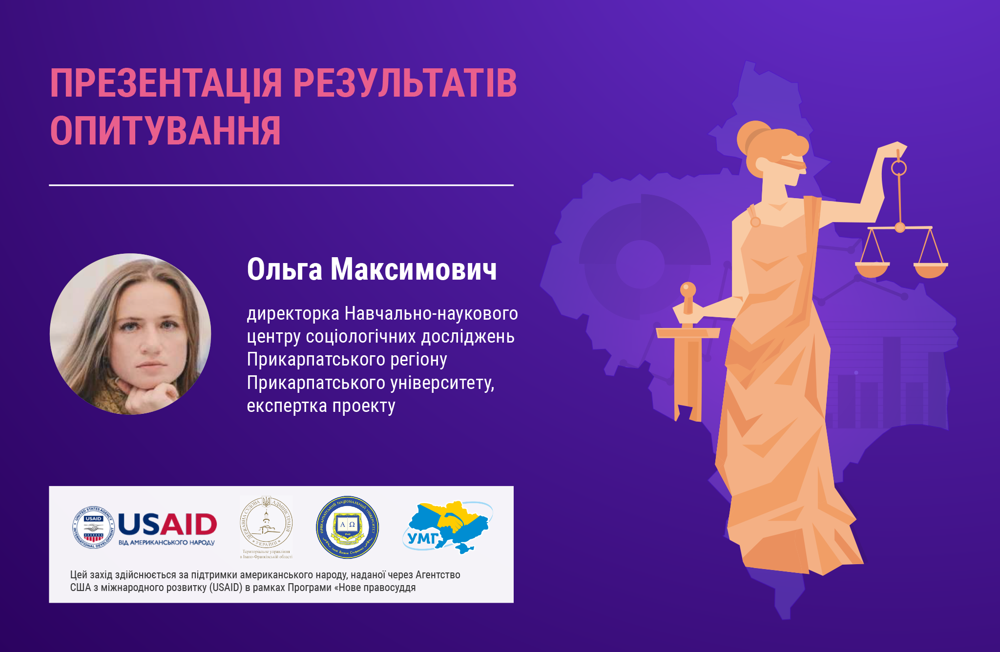 ПРЕЗЕНТАЦІЯ РЕЗУЛЬТАТІВ
ОПИТУВАННЯ
Ольга Максимович
директорка Навчально-наукового
центру соціологічних досліджень
Прикарпатського регіону
Прикарпатського університету,
експертка проекту
UNITED STATES AGENCY
USAID
INTERNATIONAL DEVELOPMENT
USAID
ВІД АМЕРИКАНСЬКОГО НАРОДУ
ДЕРЖАВНА СУДОВА АДМІНІСТРАЦІЯ
* УКРАЇНИ *
Територіальне управління
в Івано-Франківській області
ПРИКАРПАТСЬКИЙ НАЦІОНАЛЬНИЙ УНІВЕРСИТЕТ
Α Ω
1940
імені Василя Стефаника
УМГ
Цей захід здійснюється за підтримки американського народу, наданої через Агентство
США з міжнародного розвитку (USAID) в рамках Програми «Нове правосуддя